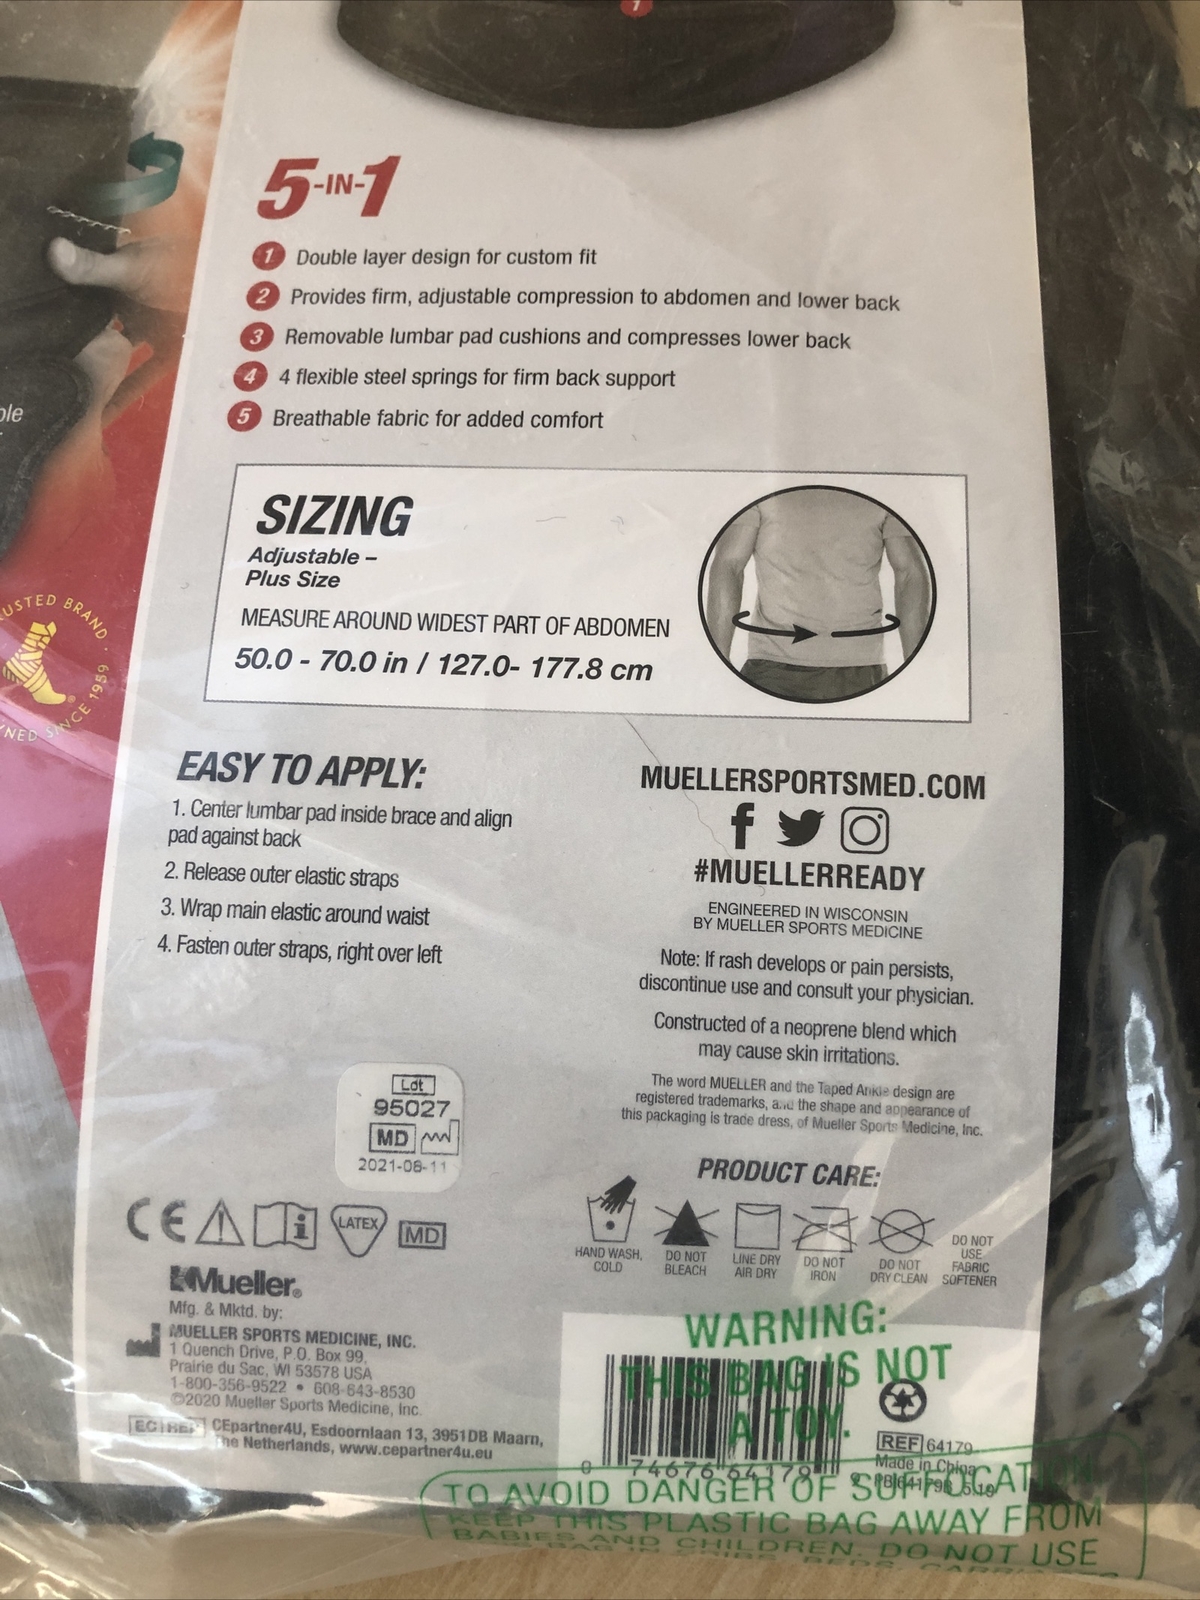 5-IN-1
1 Double layer design for custom fit
2 Provides firm, adjustable compression to abdomen and lower back
3 Removable lumbar pad cushions and compresses lower back
4 4 flexible steel springs for firm back support
5 Breathable fabric for added comfort
SIZING
Adjustable –
Plus Size
MEASURE AROUND WIDEST PART OF ABDOMEN
50.0 - 70.0 in / 127.0- 177.8 cm
EASY TO APPLY:
1. Center lumbar pad inside brace and align
pad against back
2. Release outer elastic straps
3. Wrap main elastic around waist
4. Fasten outer straps, right over left
MUELLERSPORTSMED.COM
#MUELLERREADY
ENGINEERED IN WISCONSIN
BY MUELLER SPORTS MEDICINE
Note: If rash develops or pain persists,
discontinue use and consult your physician.
Constructed of a neoprene blend which
may cause skin irritations.
The word MUELLER and the Taped Ankle design are
registered trademarks, and the shape and appearance of
this packaging is trade dress, of Mueller Sports Medicine, Inc.
Lot
95027
MD
2021-06-11
PRODUCT CARE:
HAND WASH,
COLD
DO NOT
BLEACH
LINE DRY
AIR DRY
DO NOT
IRON
DO NOT
DRY CLEAN
DO NOT
USE
FABRIC
SOFTENER
CE
LATEX
MD
Mueller®
Mfg. & Mktd. by:
MUELLER SPORTS MEDICINE, INC.
1 Quench Drive, P.O. Box 99,
Prairie du Sac, WI 53578 USA
1-800-356-9522 • 608-643-8530
©2020 Mueller Sports Medicine, Inc.
EC REP CEpartner4U, Esdoornlaan 13, 3951DB Maarn,
The Netherlands, www.cepartner4u.eu
WARNING:
THIS BAG IS NOT
A TOY.
0 74676 64179
REF 64179
Made in China
TO AVOID DANGER OF SUFFOCATION
KEEP THIS PLASTIC BAG AWAY FROM
BABIES AND CHILDREN. DO NOT USE
TRUSTED BRAND
SINCE 1959